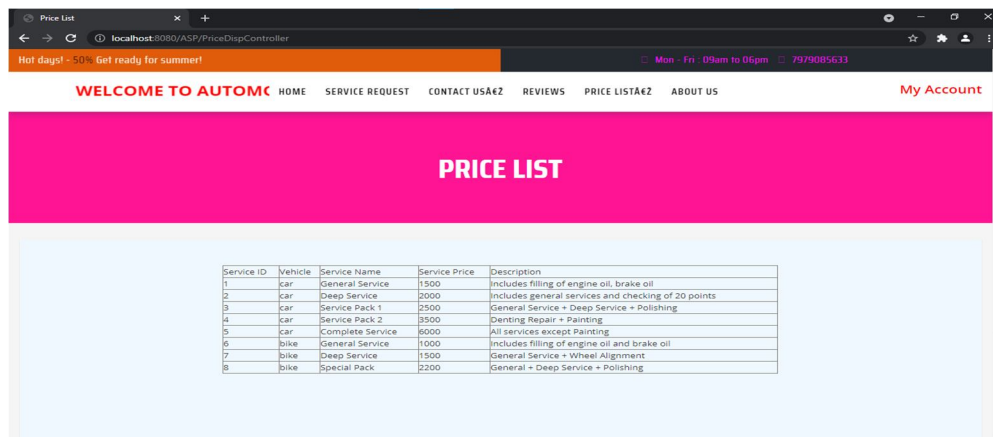 Price List
localhost:8080/ASP/PriceDispController
Hot days! - 50% Get ready for summer!
Mon - Fri : 09am to 06pm 7979085633
WELCOME TO AUTOMO HOME SERVICE REQUEST CONTACT USÂ€Ž REVIEWS PRICE LISTÂ€Ž ABOUT US My Account
PRICE LIST
Service ID Vehicle Service Name Service Price Description
1 car General Service 1500 Includes filling of engine oil, brake oil
2 car Deep Service 2000 Includes general services and checking of 20 points
3 car Service Pack 1 2500 General Service + Deep Service + Polishing
4 car Service Pack 2 3500 Denting Repair + Painting
5 car Complete Service 6000 All services except Painting
6 bike General Service 1000 Includes filling of engine oil and brake oil
7 bike Deep Service 1500 General Service + Wheel Alignment
8 bike Special Pack 2200 General + Deep Service + Polishing